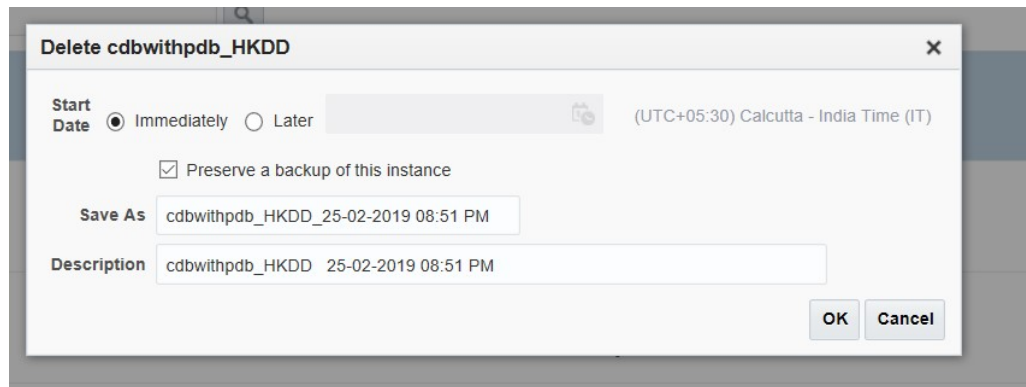 Delete cdbwithpdb_HKDD
Start Date Immediately Later (UTC+05:30) Calcutta - India Time (IT)
Preserve a backup of this instance
Save As cdbwithpdb_HKDD_25-02-2019 08:51 PM
Description cdbwithpdb_HKDD 25-02-2019 08:51 PM
OK Cancel